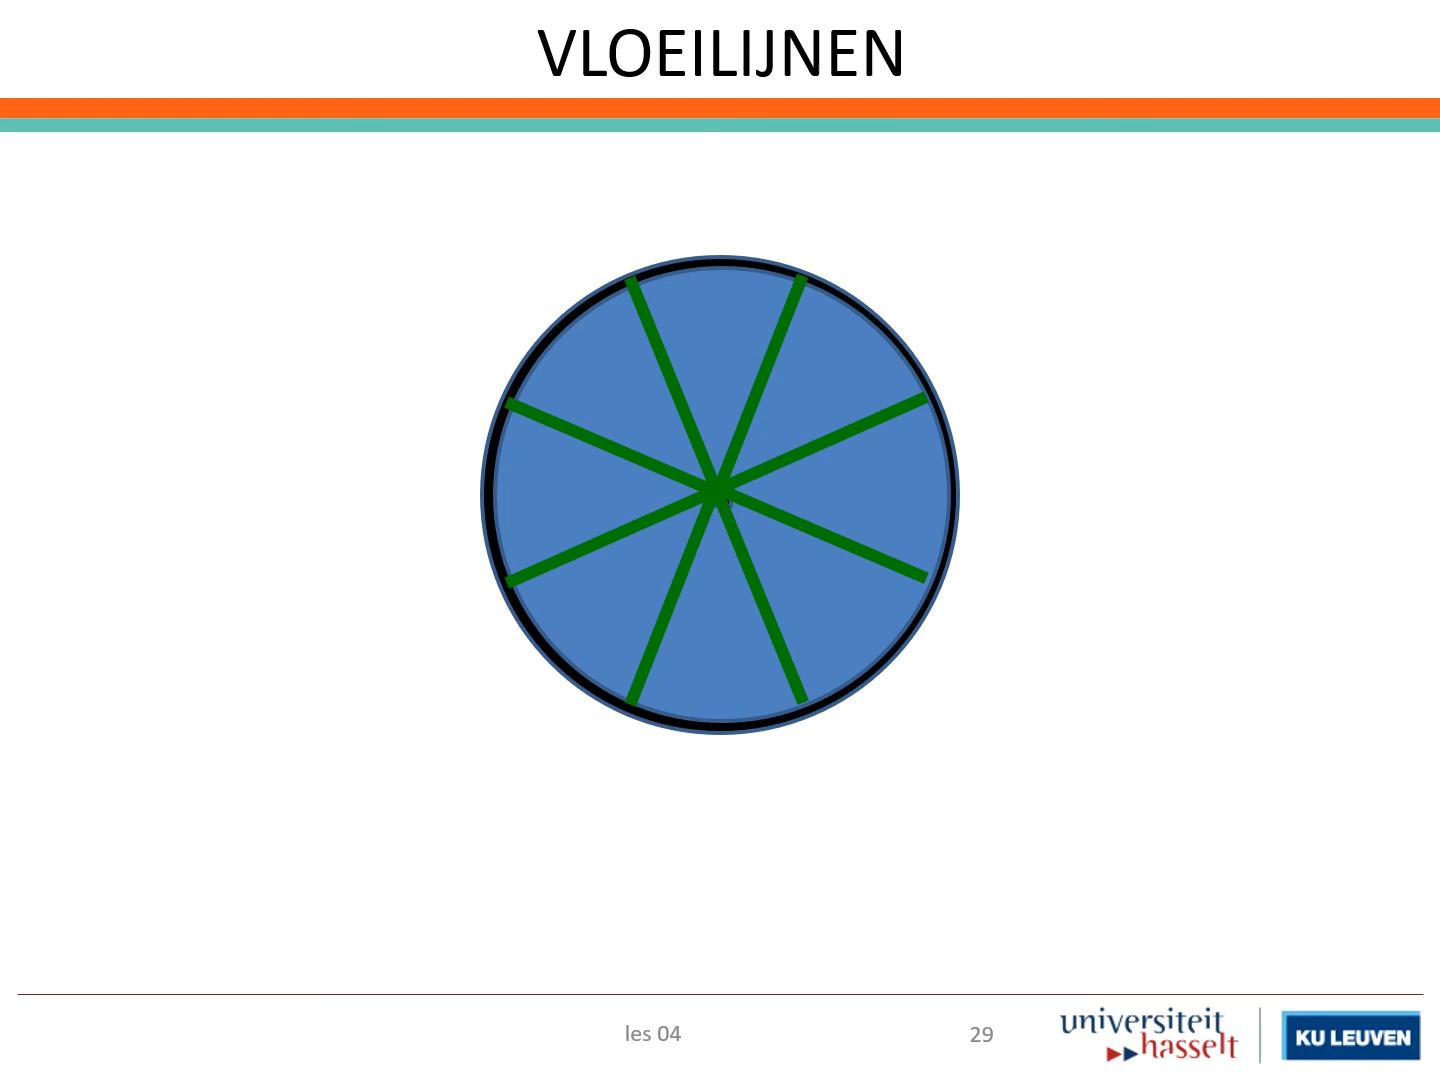 VLOEILIJNEN
les 04
29
universiteit
hasselt
KU LEUVEN